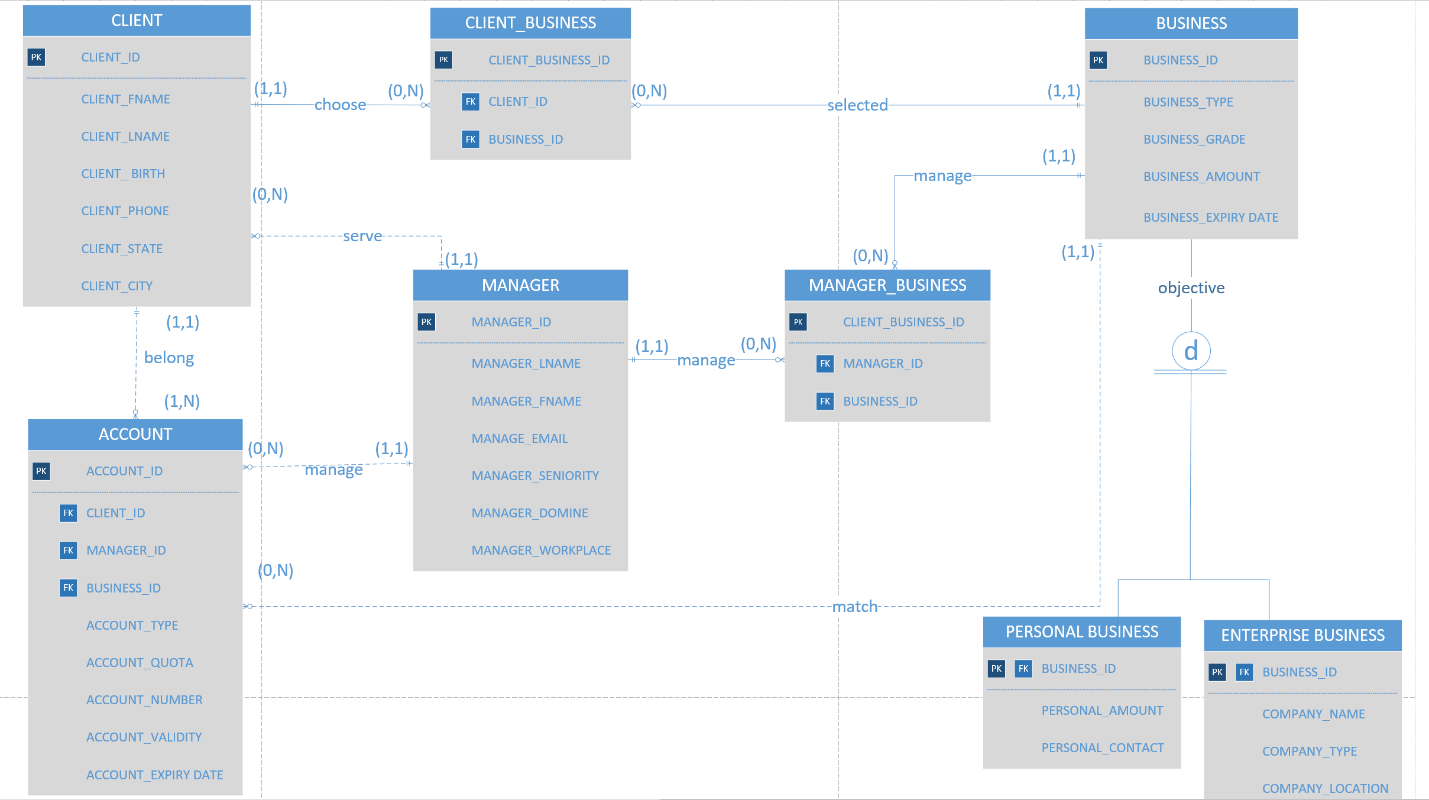 CLIENT
PK CLIENT_ID
CLIENT_FNAME
CLIENT_LNAME
CLIENT_ BIRTH
CLIENT_PHONE
CLIENT_STATE
CLIENT_CITY
(1,1)
choose
(0,N)
CLIENT_BUSINESS
PK CLIENT_BUSINESS_ID
FK CLIENT_ID
FK BUSINESS_ID
(0,N)
selected
(1,1)
BUSINESS
PK BUSINESS_ID
BUSINESS_TYPE
BUSINESS_GRADE
BUSINESS_AMOUNT
BUSINESS_EXPIRY DATE
(1,1)
manage
(0,N)
(0,N)
serve
(1,1)
MANAGER
PK MANAGER_ID
MANAGER_LNAME
MANAGER_FNAME
MANAGE_EMAIL
MANAGER_SENIORITY
MANAGER_DOMINE
MANAGER_WORKPLACE
(1,1)
manage
(0,N)
MANAGER_BUSINESS
PK CLIENT_BUSINESS_ID
FK MANAGER_ID
FK BUSINESS_ID
(1,1)
objective
d
(1,1)
belong
(1,N)
ACCOUNT
PK ACCOUNT_ID
FK CLIENT_ID
FK MANAGER_ID
FK BUSINESS_ID
ACCOUNT_TYPE
ACCOUNT_QUOTA
ACCOUNT_NUMBER
ACCOUNT_VALIDITY
ACCOUNT_EXPIRY DATE
(0,N)
manage
(1,1)
(0,N)
match
PERSONAL BUSINESS
PK FK BUSINESS_ID
PERSONAL_AMOUNT
PERSONAL_CONTACT
ENTERPRISE BUSINESS
PK FK BUSINESS_ID
COMPANY_NAME
COMPANY_TYPE
COMPANY_LOCATION